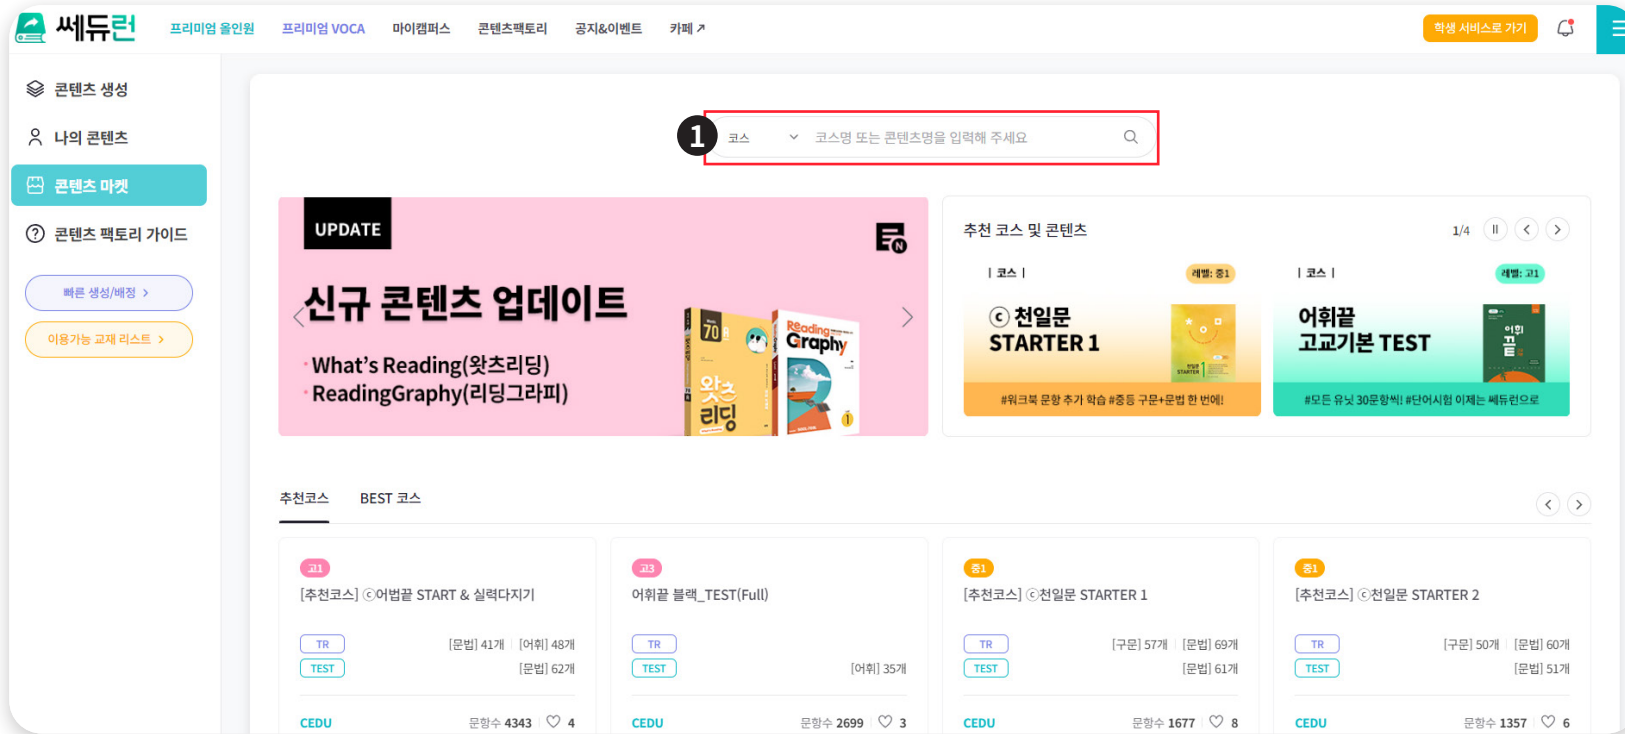 쎄듀런
프리미엄 올인원 프리미엄 VOCA 마이캠퍼스 콘텐츠팩토리 공지&이벤트 카페↗
학생 서비스로 가기
콘텐츠 생성
나의 콘텐츠
콘텐츠 마켓
콘텐츠 팩토리 가이드
빠른 생성/배정 >
이용가능 교재 리스트 >
1 코스 코스명 또는 콘텐츠명을 입력해 주세요
UPDATE
신규 콘텐츠 업데이트
· What's Reading(왓츠리딩)
· ReadingGraphy(리딩그라피)
70
왓츠
리딩
Reading
Graphy
1
추천 코스 및 콘텐츠 1/4
| 코스 | 레벨: 중1
ⓒ 천일문
STARTER 1
천일문
STARTER 1
#워크북 문항 추가 학습 #중등 구문+문법 한 번에!
| 코스 | 레벨: 고1
어휘끝
고교기본 TEST
어휘
끝
#모든 유닛 30문항씩! #단어시험 이제는 쎄듀런으로
추천코스 BEST 코스
고1
[추천코스] ⓒ어법끝 START & 실력다지기
TR [문법] 41개 | [어휘] 48개
TEST [문법] 62개
CEDU 문항수 4343 ♡ 4
고3
어휘끝 블랙_TEST(Full)
TR
TEST [어휘] 35개
CEDU 문항수 2699 ♡ 3
중1
[추천코스] ⓒ천일문 STARTER 1
TR [구문] 57개 | [문법] 69개
TEST [문법] 61개
CEDU 문항수 1677 ♡ 8
중1
[추천코스] ⓒ천일문 STARTER 2
TR [구문] 50개 | [문법] 60개
TEST [문법] 51개
CEDU 문항수 1357 ♡ 6